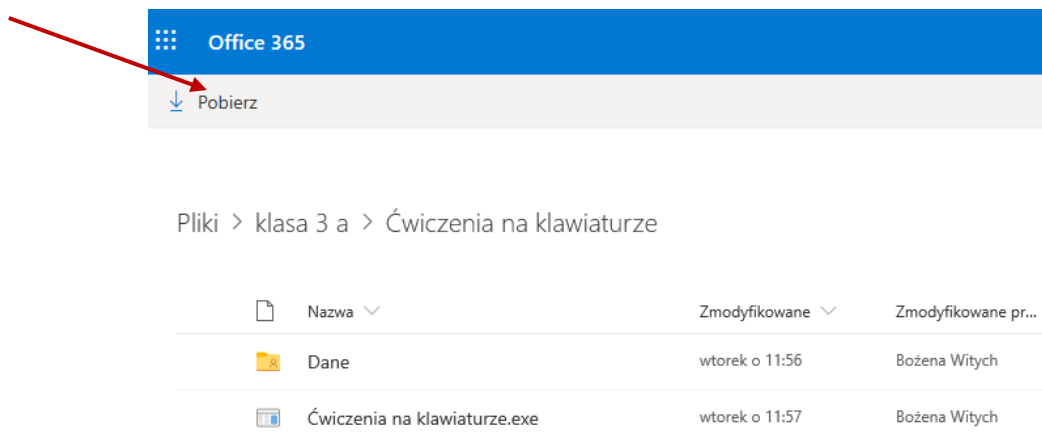 Office 365
Pobierz
Pliki > klasa 3 a > Ćwiczenia na klawiaturze
Nazwa Zmodyfikowane Zmodyfikowane pr...
Dane wtorek o 11:56 Bożena Witych
Ćwiczenia na klawiaturze.exe wtorek o 11:57 Bożena Witych